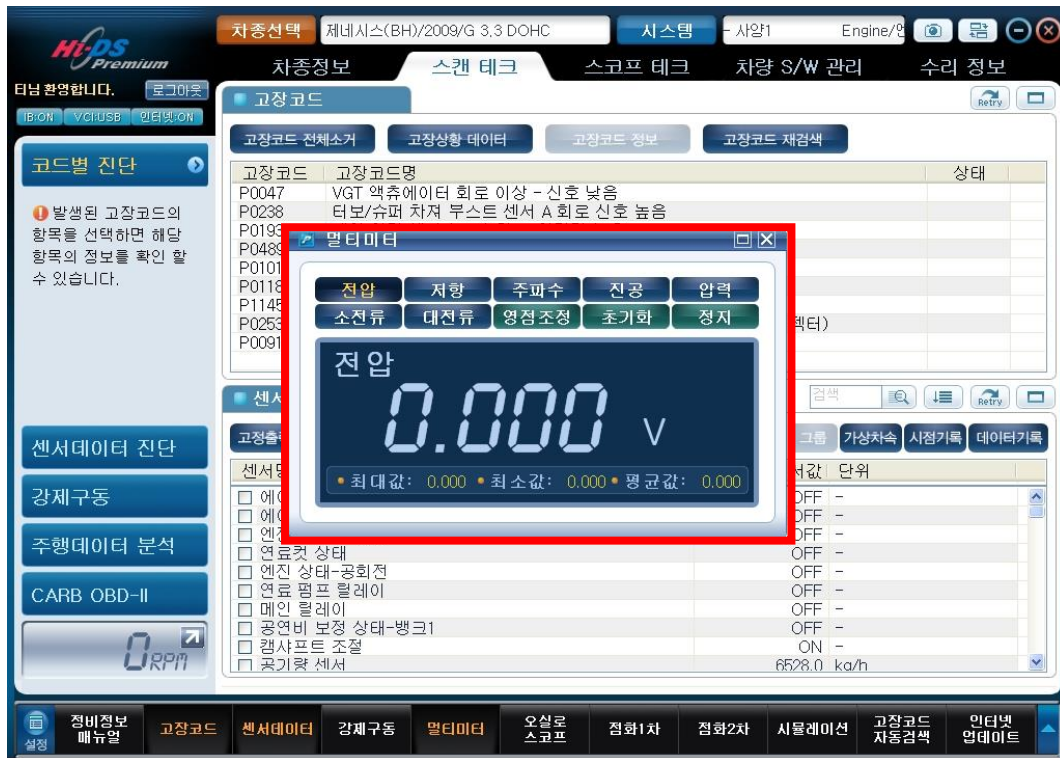 차종선택 제네시스(BH)/2009/G 3,3 DOHC 시스템 - 사양1 Engine/엔
Hi-DS Premium
차종정보 스캔 테크 스코프 테크 차량 S/W 관리 수리 정보
터님 환영합니다. 로그아웃
IB:ON VCI:USB 인터넷:ON
고장코드 Retry
고장코드 전체소거 고장상황 데이터 고장코드 정보 고장코드 재검색
코드별 진단
발생된 고장코드의
항목을 선택하면 해당
항목의 정보를 확인 할
수 있습니다.
고장코드 고장코드명 상태
P0047 VGT 액츄에이터 회로 이상 - 신호 낮음
P0238 터보/슈퍼 차져 부스트 센서 A 회로 신호 높음
P0193
P0489
P0101
P0118
P1145
P0253 렉터)
P0091
멀티미터
전압 저항 주파수 진공 압력
소전류 대전류 영점조정 초기화 정지
전압
0.000 V
•최대값: 0.000 •최소값: 0.000 •평균값: 0.000
검색 Retry
그룹 가상차속 시점기록 데이터기록
단위
OFF -
OFF -
OFF -
연료컷 상태 OFF -
엔진 상태-공회전 OFF -
연료 펌프 릴레이 OFF -
메인 릴레이 OFF -
공연비 보정 상태-뱅크1 OFF -
캠샤프트 조절 ON -
공기량 센서 6528.0 kg/h
센서데이터 진단
강제구동
주행데이터 분석
CARB OBD-II
0 RPM
설정
정비정보 매뉴얼
고장코드
센서데이터
강제구동
멀티미터
오실로 스코프
점화1차
점화2차
시뮬레이션
고장코드 자동검색
인터넷 업데이트